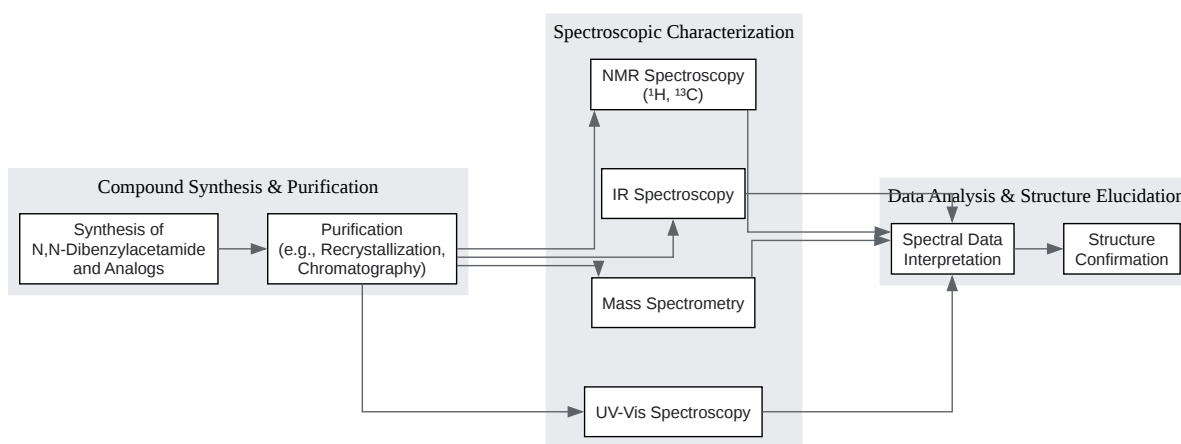 Compound Synthesis & Purification
Synthesis of
N,N-Dibenzylacetamide
and Analogs
Purification
(e.g., Recrystallization,
Chromatography)
Spectroscopic Characterization
NMR Spectroscopy
(¹H, ¹³C)
IR Spectroscopy
Mass Spectrometry
UV-Vis Spectroscopy
Data Analysis & Structure Elucidation
Spectral Data
Interpretation
Structure
Confirmation